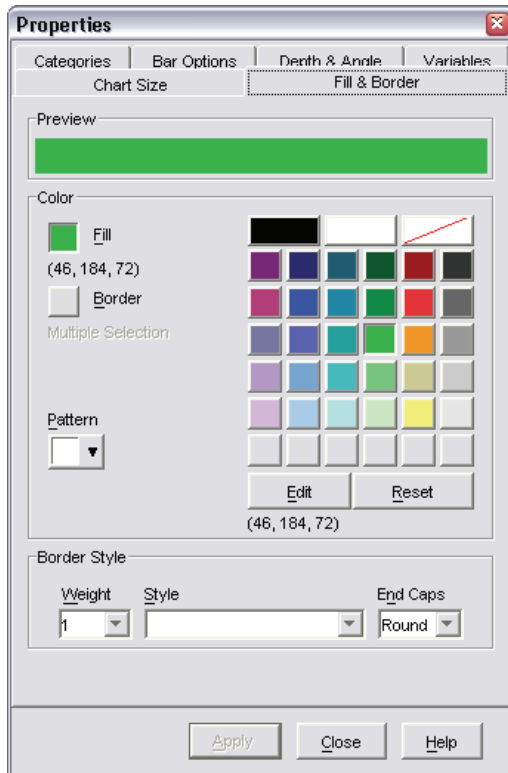 Properties
Categories Bar Options Depth & Angle Variables
Chart Size Fill & Border
Preview
Color
Fill
(46, 184, 72)
Border
Multiple Selection
Pattern
Edit Reset
(46, 184, 72)
Border Style
Weight Style End Caps
1 Round
Apply Close Help